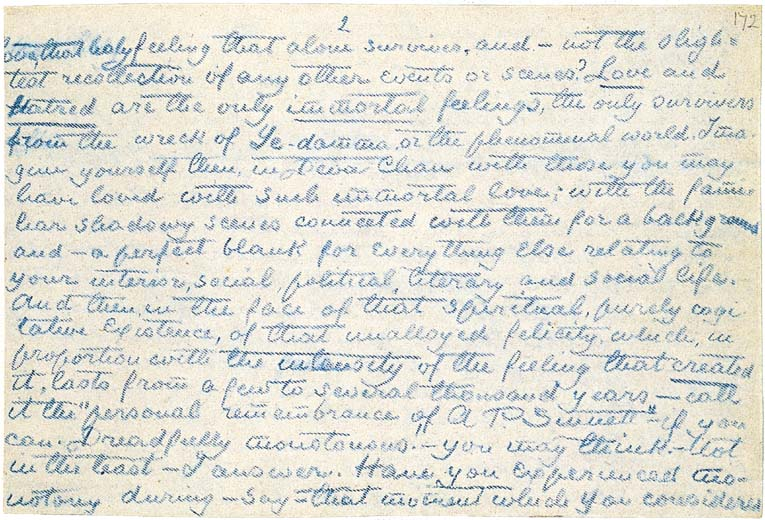 2
172
love, that holy feeling that alone survives, and — not the sligh=
test recollection of any other events or scenes? Love and
Hatred are the only immortal feelings, the only survivors
from the wreck of Ye-damma, or the phenomenal world. Ima-
gine yourself then, in Deva Chan with those you may
have loved with such immortal love; with the fami
liar shadowy scenes connected with them for a background
and — a perfect blank for everything else relating to
your interior, social, political, literary and social life.
And then, in the face of that spiritual, purely cogi
tative existence, of that unalloyed felicity, which, in
proportion with the intensity of the feeling that created
it, lasts from a few to several thousand years — call
it the "personal remembrance of A P Sinnett" — if you
can. Dreadfully monotonous! — you may think. — Not
in the least — I answer. Have you experienced mo-
notony during — say — that moment which you considered